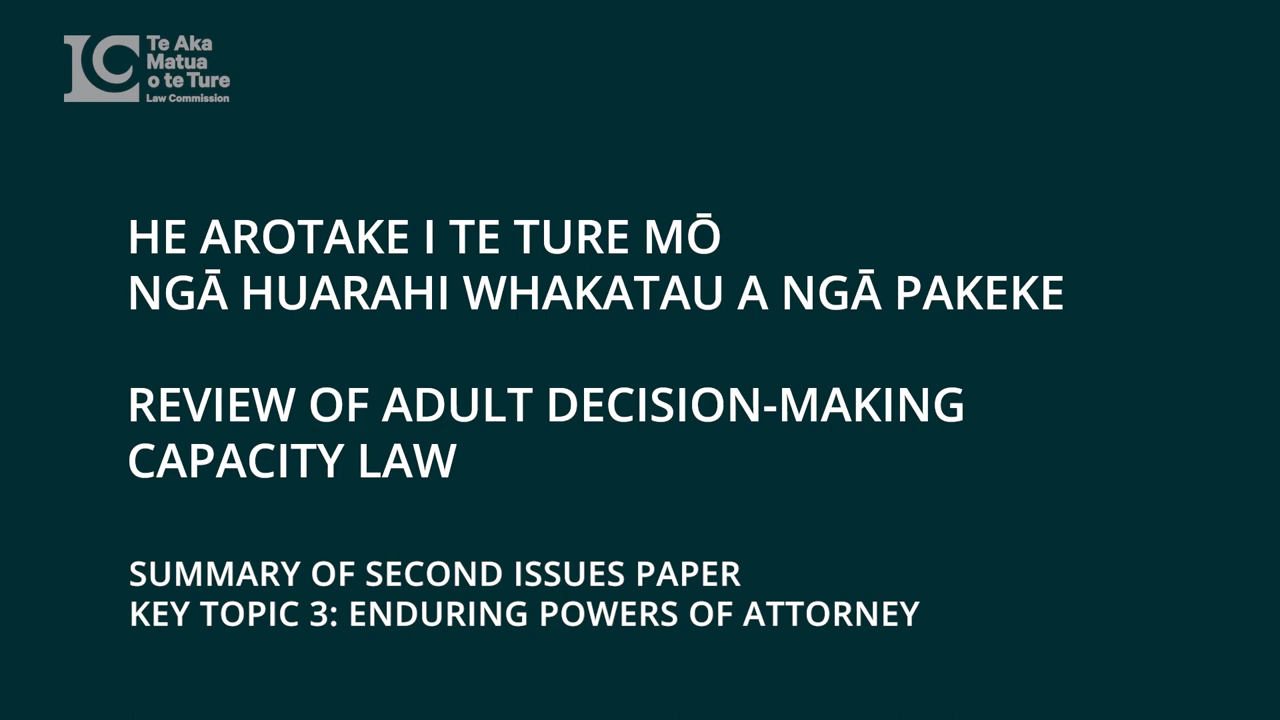 Te Aka
Matua
o te Ture
Law Commission
HE AROTAKE I TE TURE MŌ
NGĀ HUARAHI WHAKATAU A NGĀ PAKEKE
REVIEW OF ADULT DECISION-MAKING
CAPACITY LAW
SUMMARY OF SECOND ISSUES PAPER
KEY TOPIC 3: ENDURING POWERS OF ATTORNEY